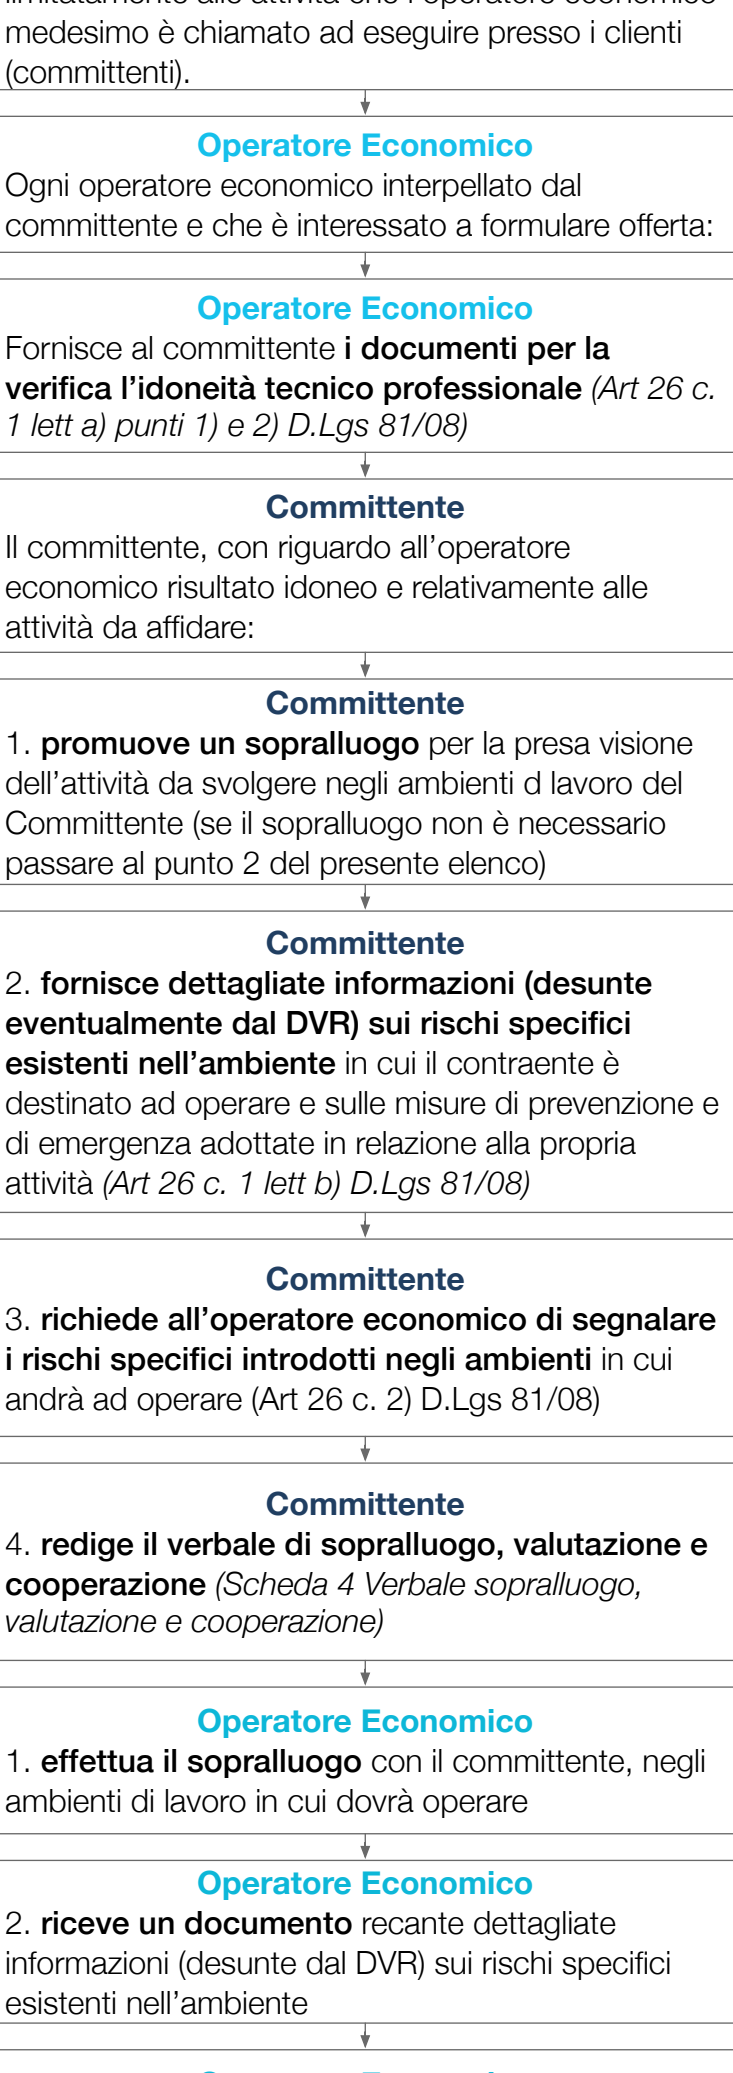 limitatamente alle attività che l'operatore economico
medesimo è chiamato ad eseguire presso i clienti
(committenti).
Operatore Economico
Ogni operatore economico interpellato dal
committente e che è interessato a formulare offerta:
Operatore Economico
Fornisce al committente i documenti per la
verifica l'idoneità tecnico professionale (Art 26 c.
1 lett a) punti 1) e 2) D.Lgs 81/08)
Committente
Il committente, con riguardo all'operatore
economico risultato idoneo e relativamente alle
attività da affidare:
Committente
1. promuove un sopralluogo per la presa visione
dell'attività da svolgere negli ambienti d lavoro del
Committente (se il sopralluogo non è necessario
passare al punto 2 del presente elenco)
Committente
2. fornisce dettagliate informazioni (desunte
eventualmente dal DVR) sui rischi specifici
esistenti nell'ambiente in cui il contraente è
destinato ad operare e sulle misure di prevenzione e
di emergenza adottate in relazione alla propria
attività (Art 26 c. 1 lett b) D.Lgs 81/08)
Committente
3. richiede all'operatore economico di segnalare
i rischi specifici introdotti negli ambienti in cui
andrà ad operare (Art 26 c. 2) D.Lgs 81/08)
Committente
4. redige il verbale di sopralluogo, valutazione e
cooperazione (Scheda 4 Verbale sopralluogo,
valutazione e cooperazione)
Operatore Economico
1. effettua il sopralluogo con il committente, negli
ambienti di lavoro in cui dovrà operare
Operatore Economico
2. riceve un documento recante dettagliate
informazioni (desunte dal DVR) sui rischi specifici
esistenti nell'ambiente